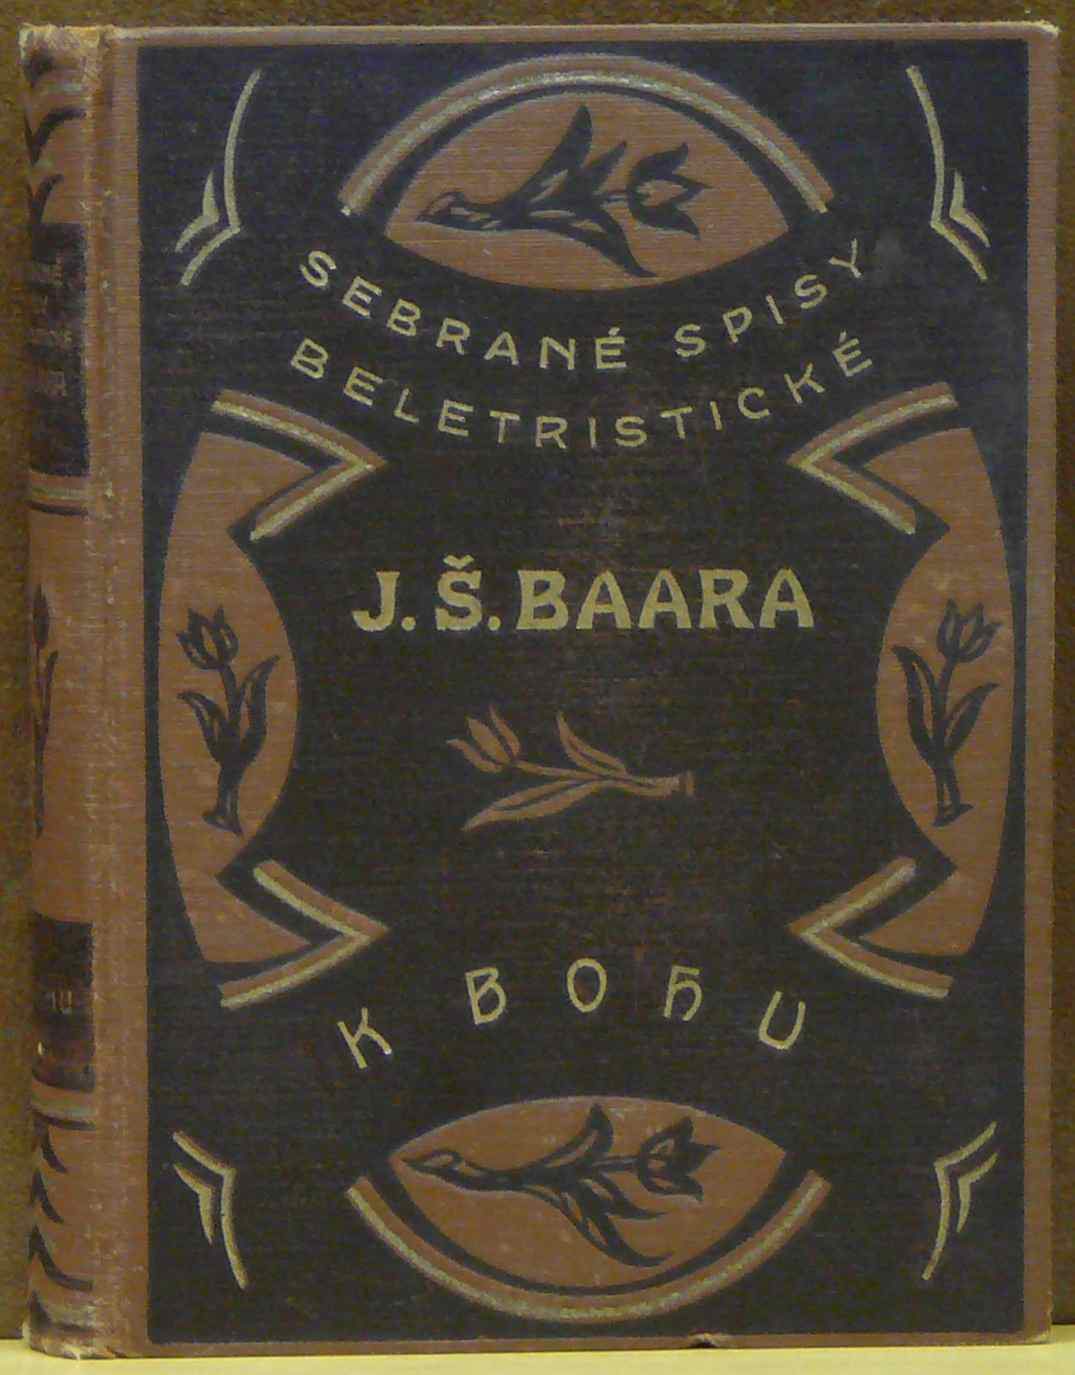 SEBRANÉ SPISY
BELETRISTICKÉ
J. Š. BAARA
K BOHU